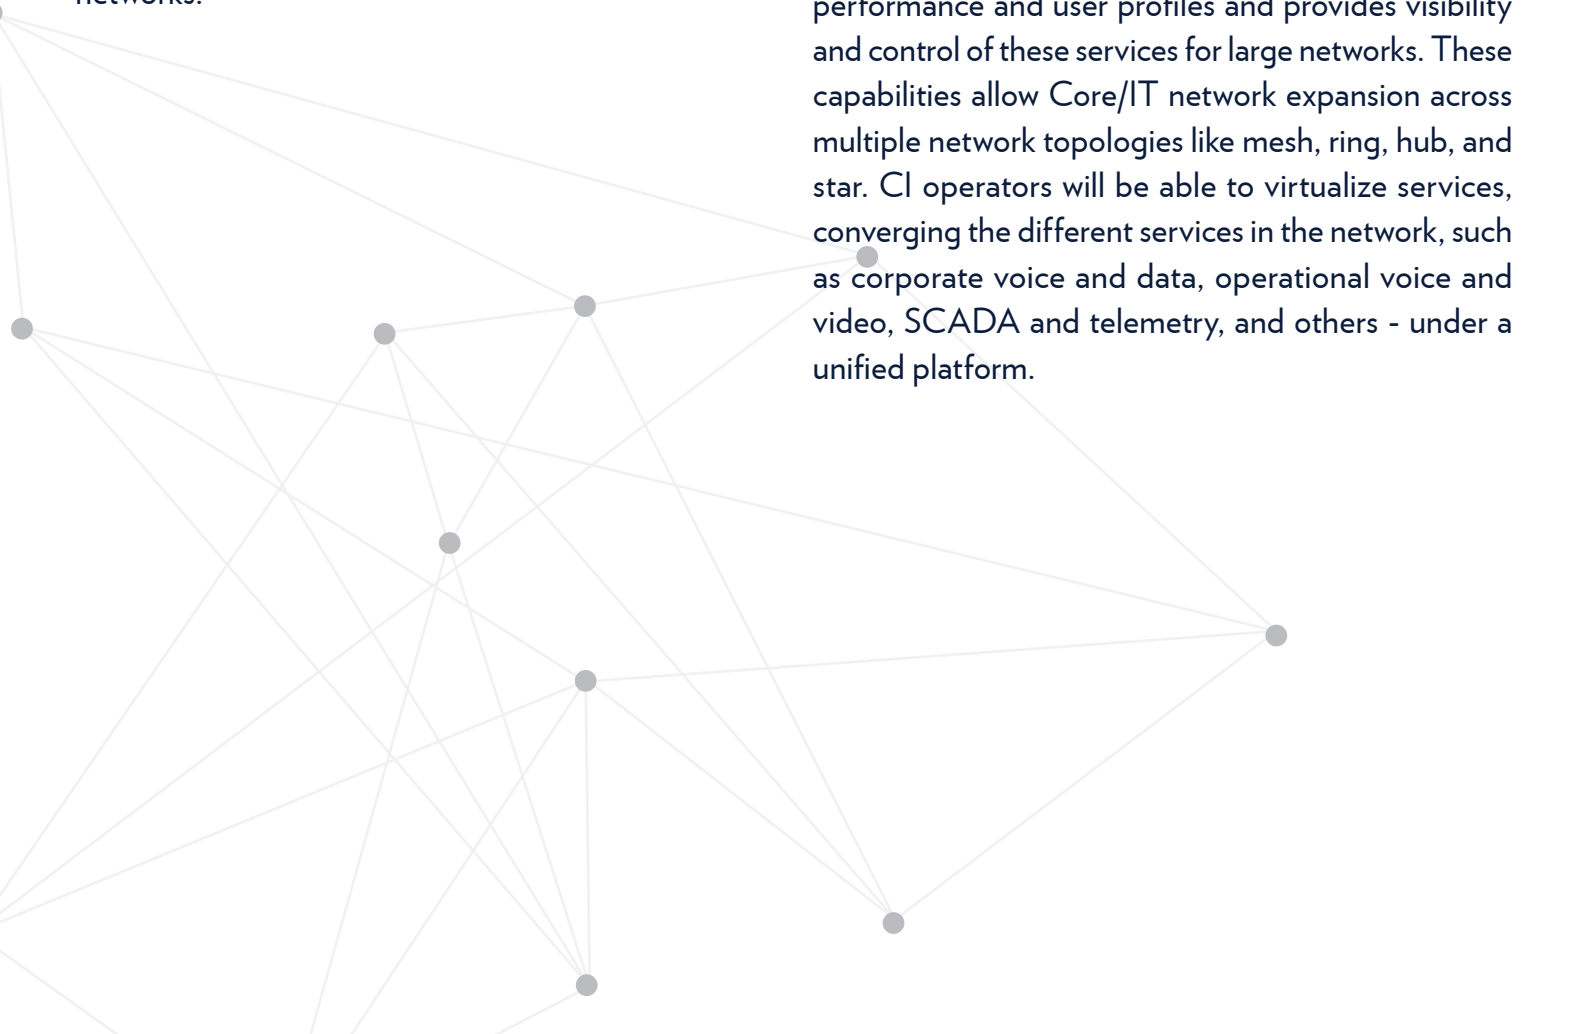 networks.
performance and user profiles and provides visibility
and control of these services for large networks. These
capabilities allow Core/IT network expansion across
multiple network topologies like mesh, ring, hub, and
star. CI operators will be able to virtualize services,
converging the different services in the network, such
as corporate voice and data, operational voice and
video, SCADA and telemetry, and others - under a
unified platform.